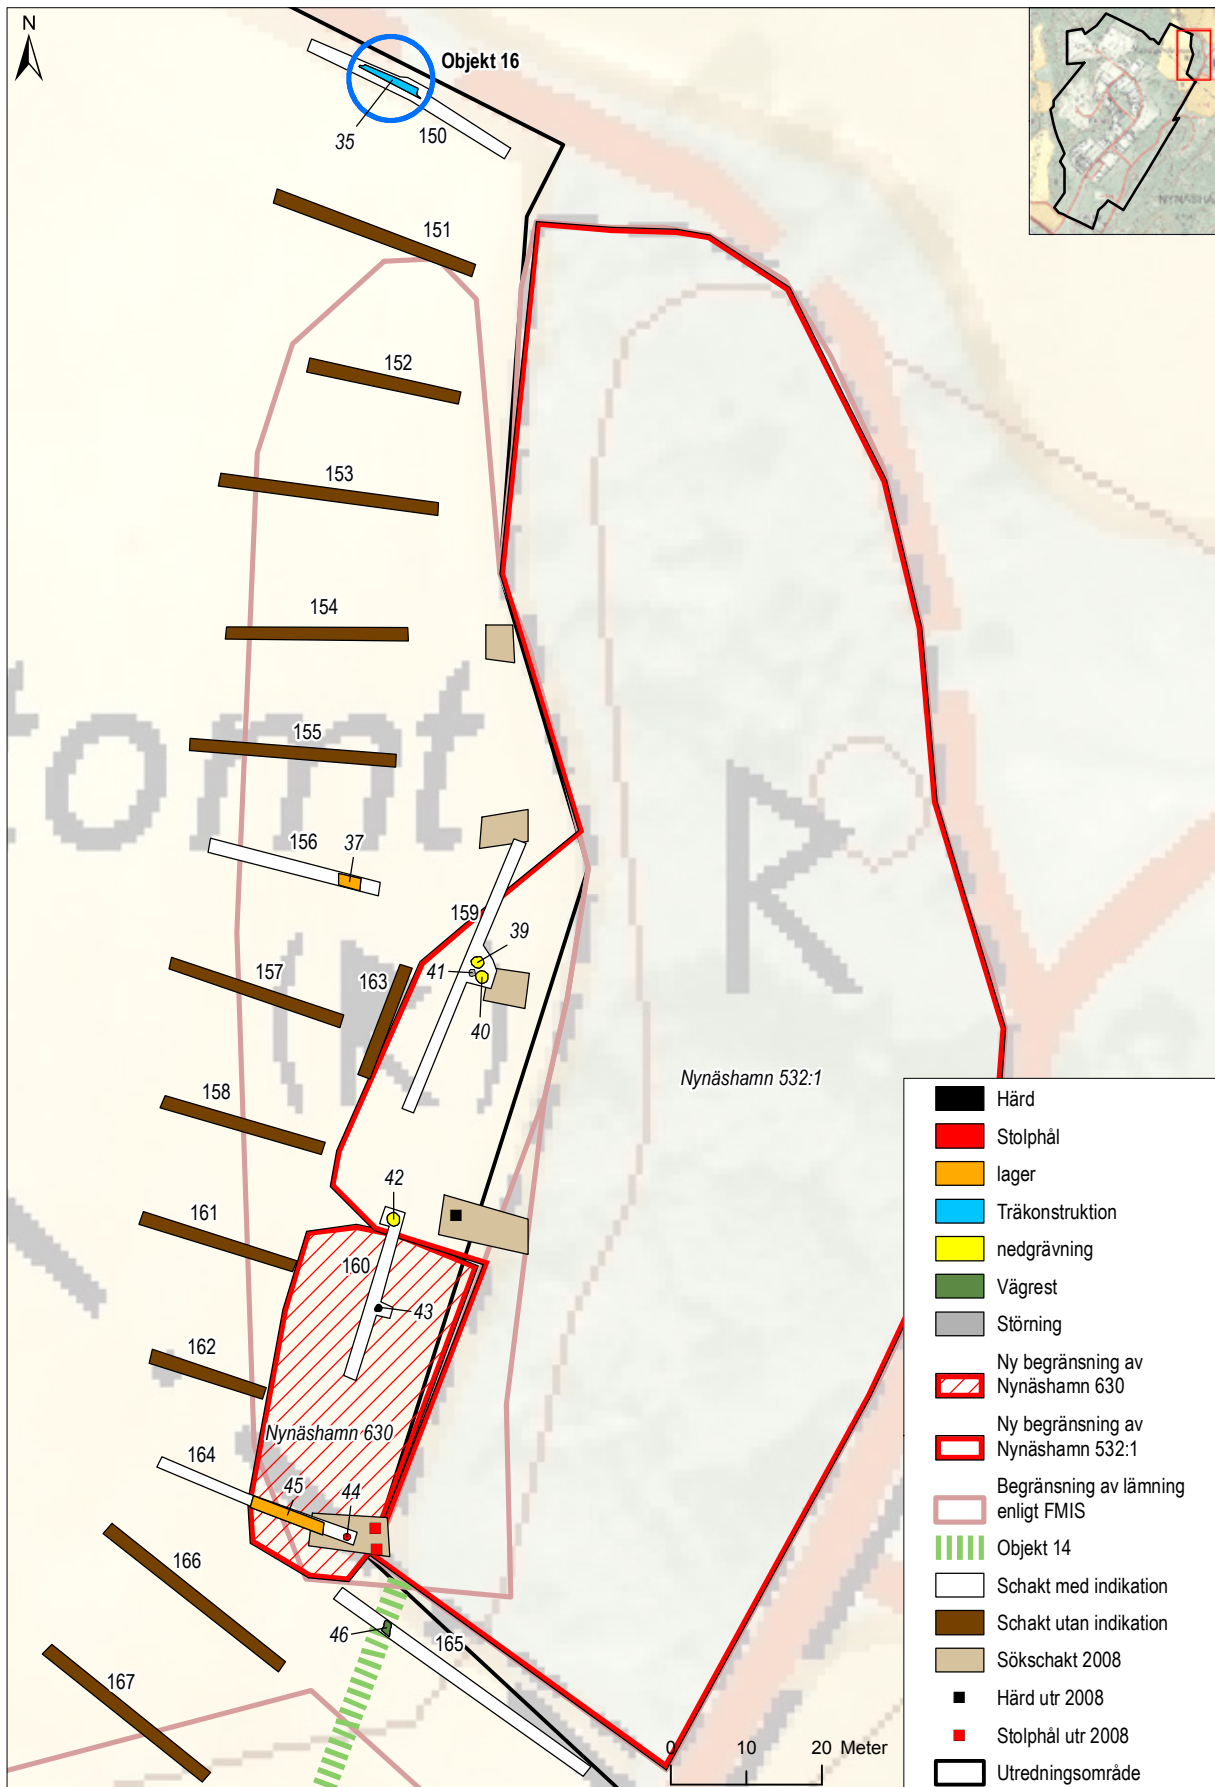 N
Objekt 16
NYNÄSHA
35
150
151
152
153
154
tomt
155
R
156
37
159
39
41
40
163
157
(R)
Nynäshamn 532:1
158
42
161
160
43
162
Nynäshamn 630
164
45
44
166
46
165
167
Härd
Stolphål
lager
Träkonstruktion
nedgrävning
Vägrest
Störning
Ny begränsning av
Nynäshamn 630
Ny begränsning av
Nynäshamn 532:1
Begränsning av lämning
enligt FMIS
Objekt 14
Schakt med indikation
Schakt utan indikation
Sökschakt 2008
Härd utr 2008
Stolphål utr 2008
Utredningsområde
0 10 20 Meter